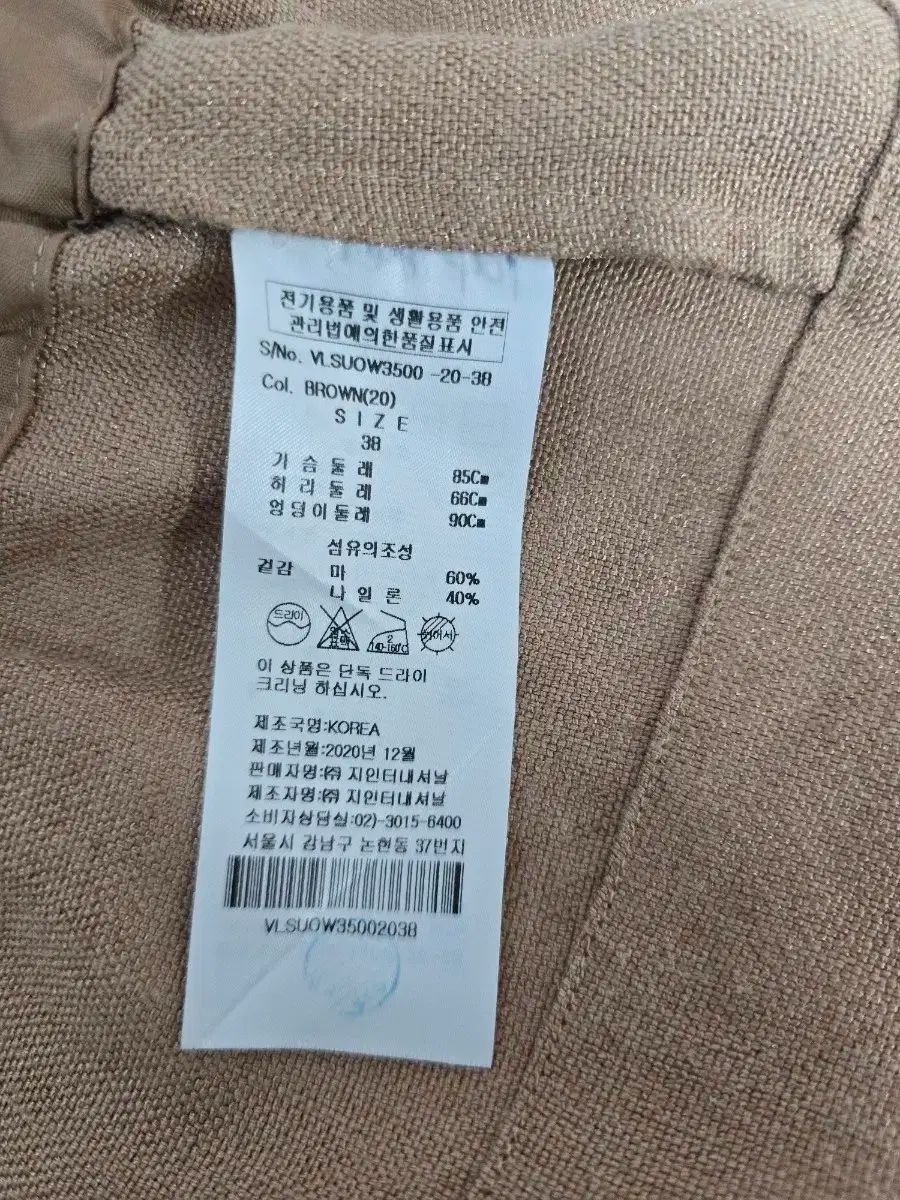 전기용품 및 생활용품 안전
관리법에의한품질표시
S/No. VLSUOW3500 -20-38
Col. BROWN(20)
SIZE
38
가슴둘레 85Cm
허리둘레 66Cm
엉덩이둘레 90Cm
섬유의조성
겉감 마 60%
나일론 40%
드라이
2
140-160℃
이 상품은 단독 드라이
크리닝 하십시오.
제조국명:KOREA
제조년월:2020년 12월
판매자명:㈜ 지인터내셔날
제조자명:㈜ 지인터내셔날
소비자상담실:02)-3015-6400
서울시 강남구 논현동 37번지
VLSUOW35002038